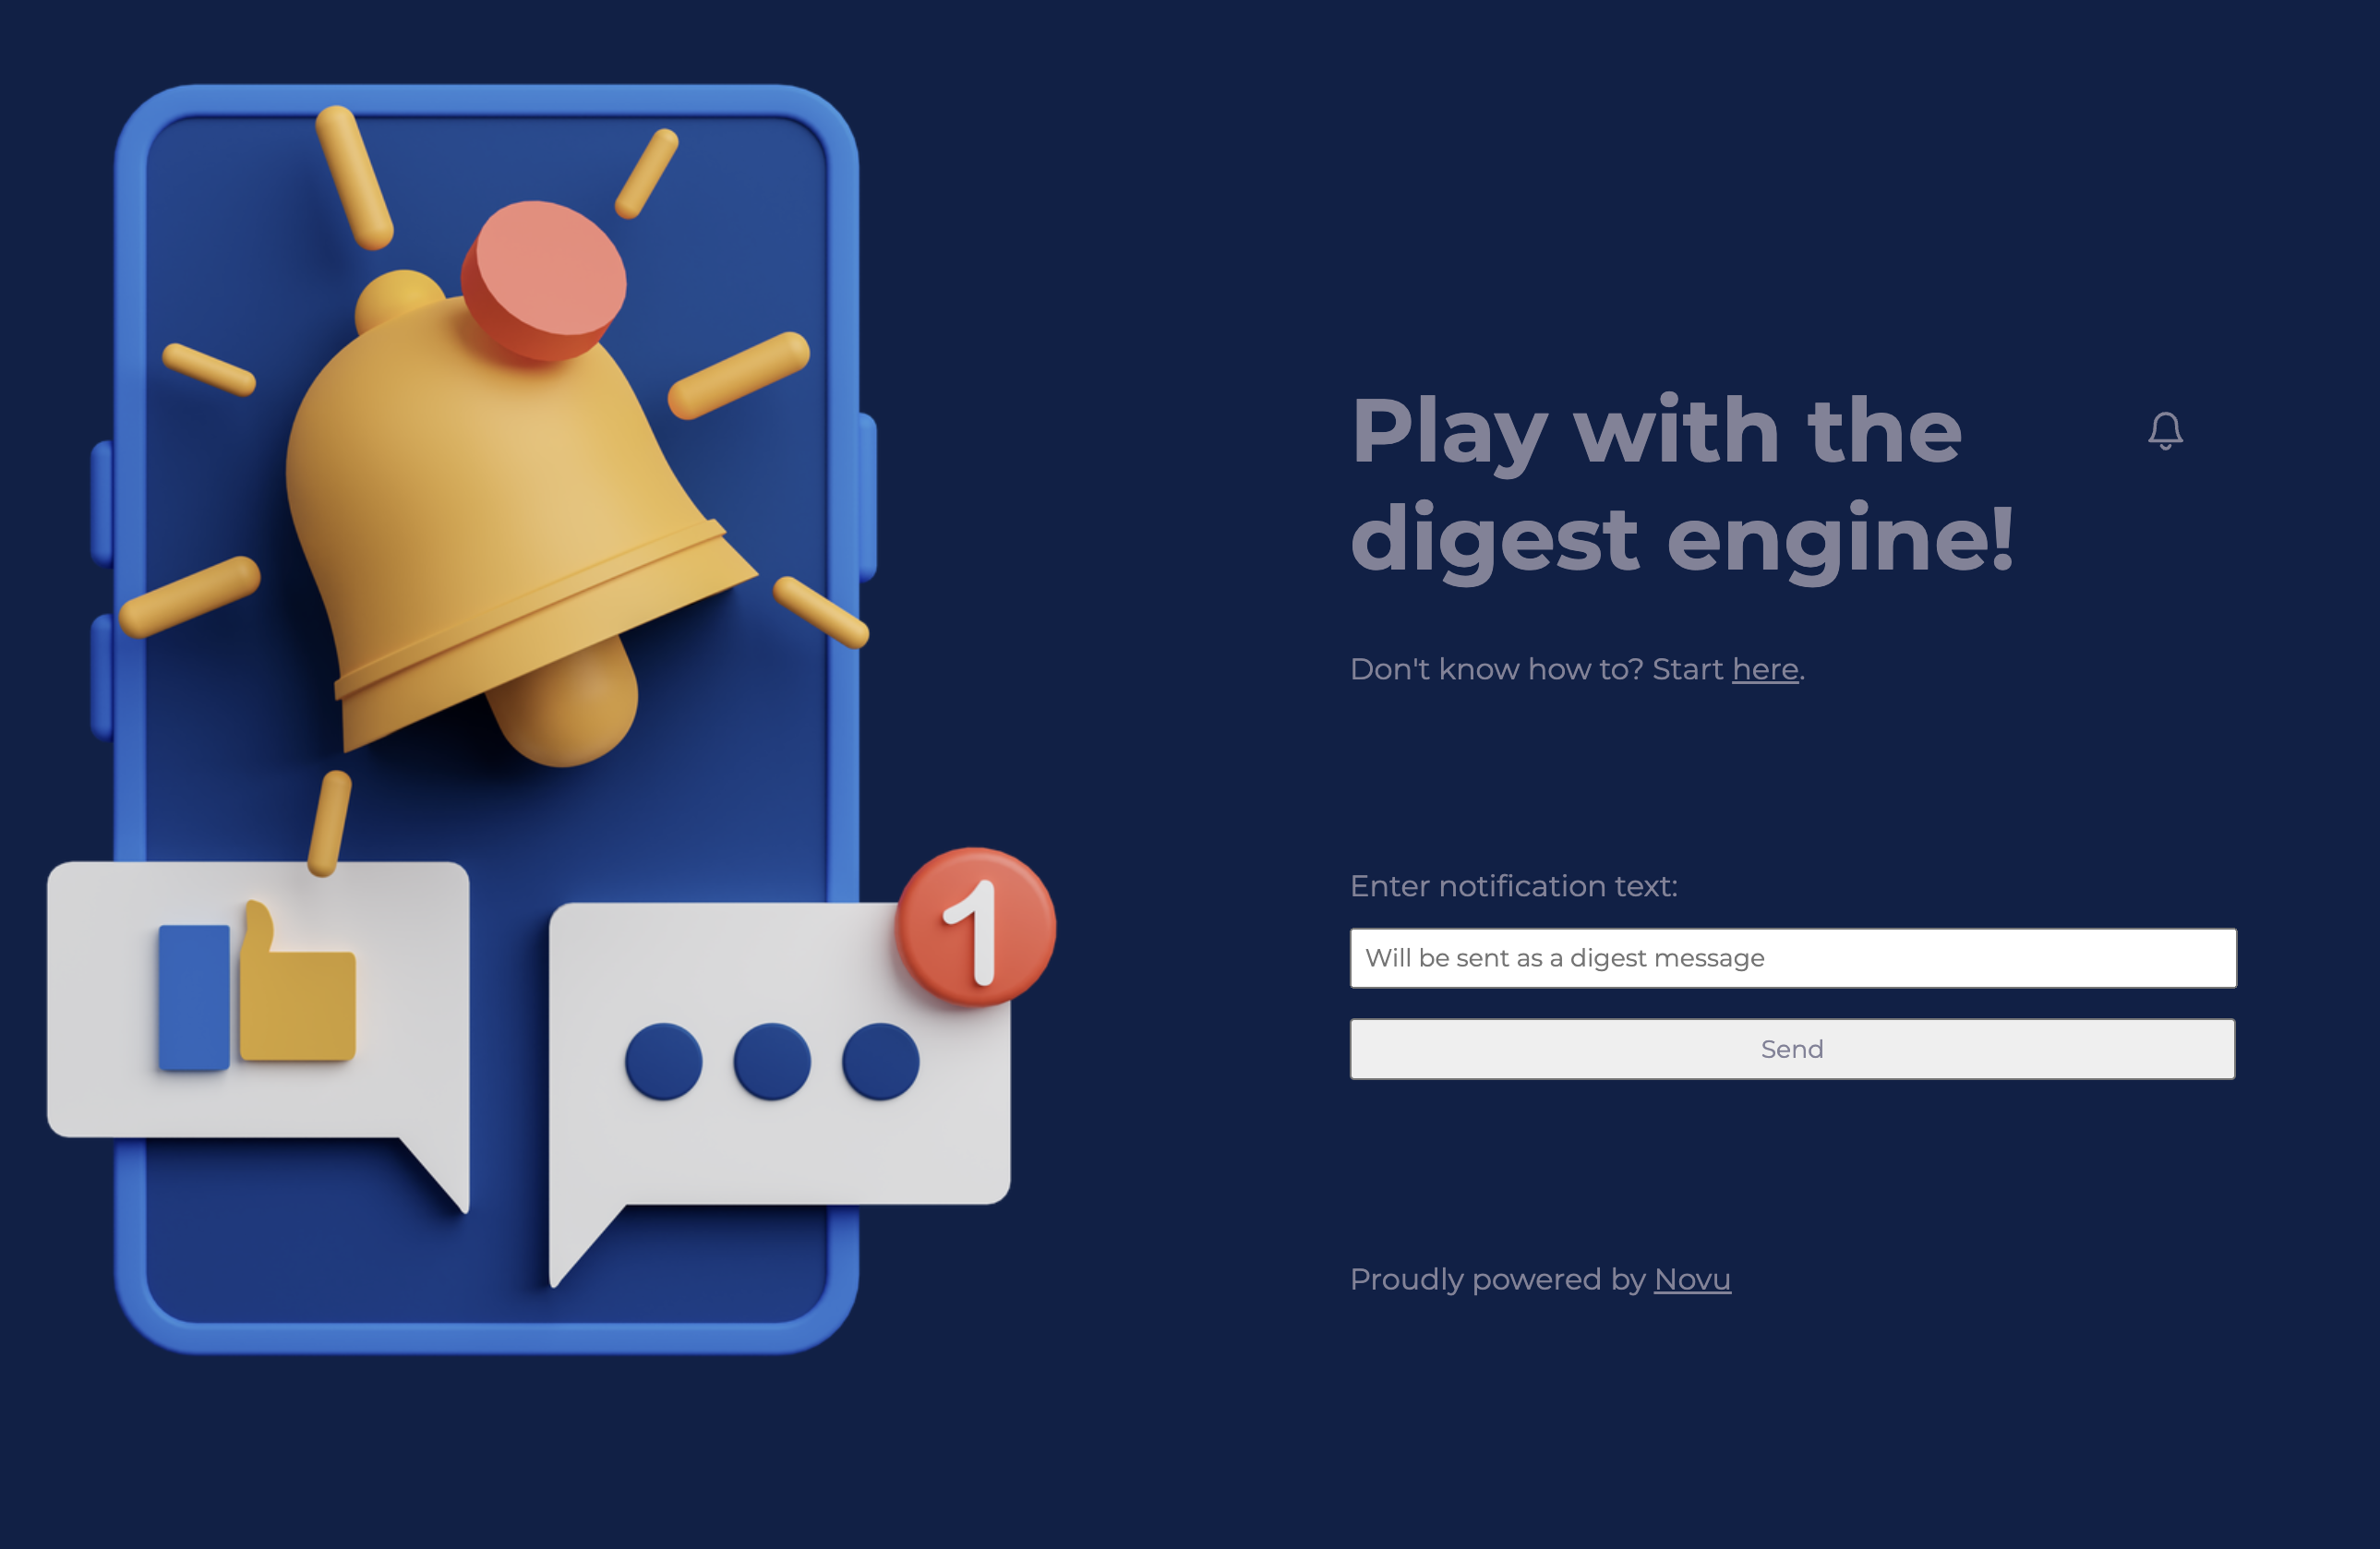 Play with the
digest engine!
Don't know how to? Start here.
1
Enter notification text:
Will be sent as a digest message
Send
Proudly powered by Novu